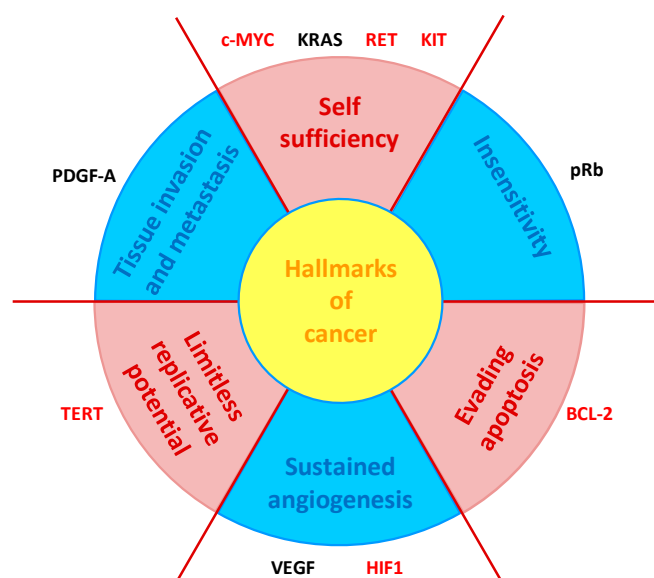 c-MYC KRAS RET KIT
Self
sufficiency
PDGF-A
Tissue invasion
and metastasis
Insensitivity
pRb
Hallmarks
of
cancer
TERT
Limitless
replicative
potential
Evading
apoptosis
BCL-2
Sustained
angiogenesis
VEGF HIF1